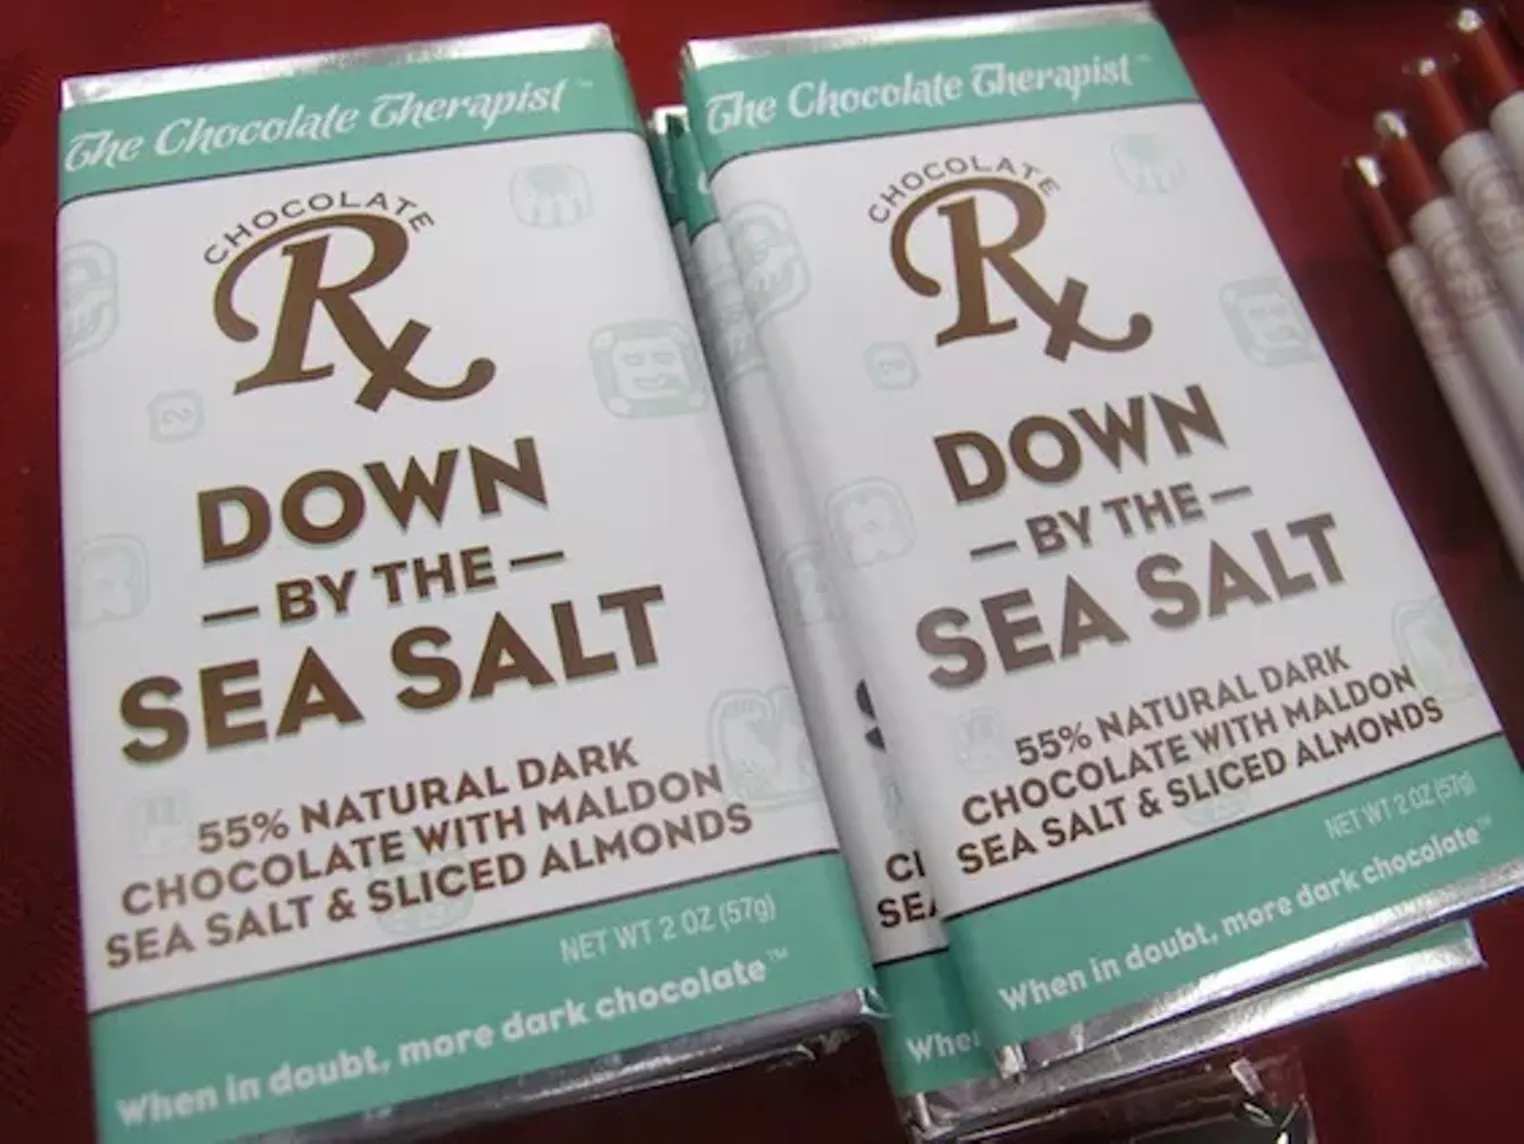 The Chocolate Therapist™
CHOCOLATE
Rx
DOWN
— BY THE —
SEA SALT
55% NATURAL DARK
CHOCOLATE WITH MALDON
SEA SALT & SLICED ALMONDS
NET WT 2 OZ (57g)
When in doubt, more dark chocolate™
The Chocolate Therapist™
CHOCOLATE
Rx
DOWN
— BY THE —
SEA SALT
55% NATURAL DARK
CHOCOLATE WITH MALDON
SEA SALT & SLICED ALMONDS
NET WT 2 OZ (57g)
When in doubt, more dark chocolate™